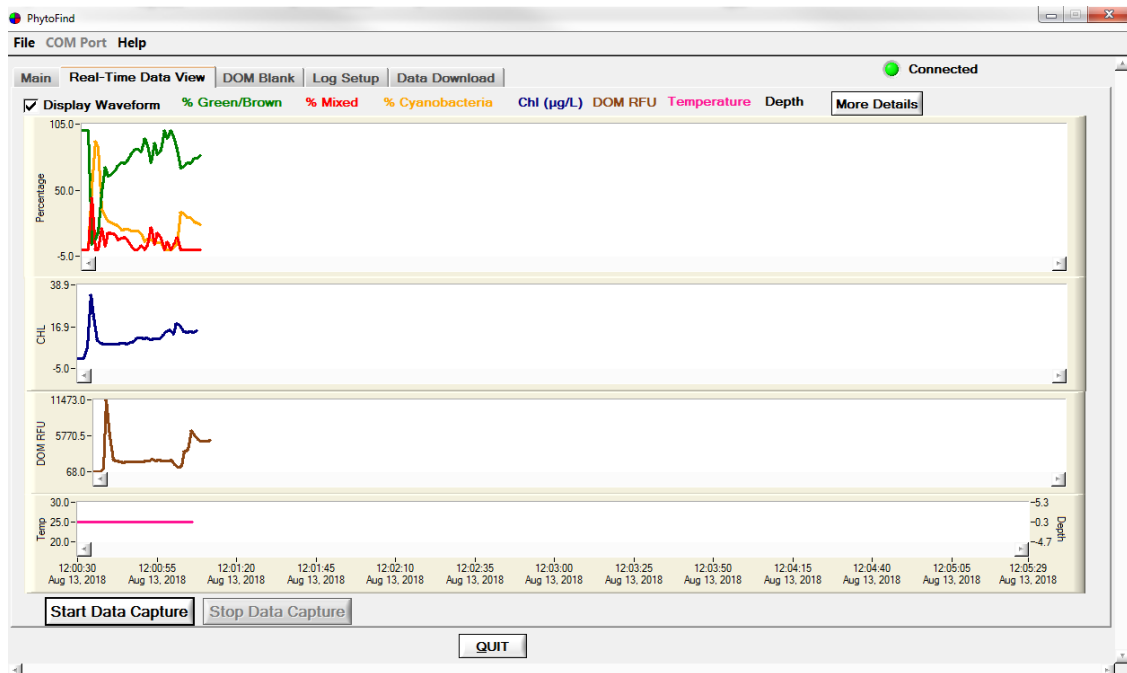 PhytoFind
File COM Port Help
Main Real-Time Data View DOM Blank Log Setup Data Download
Connected
Display Waveform % Green/Brown % Mixed % Cyanobacteria Chl (µg/L) DOM RFU Temperature Depth More Details
105.0
50.0
-5.0
Percentage
38.9
16.9
-5.0
CHL
11473.0
5770.5
68.0
DOM RFU
30.0
25.0
20.0
Temp
5.3
-0.3
-4.7
Depth
12:00:30 12:00:55 12:01:20 12:01:45 12:02:10 12:02:35 12:03:00 12:03:25 12:03:50 12:04:15 12:04:40 12:05:05 12:05:29
Aug 13, 2018 Aug 13, 2018 Aug 13, 2018 Aug 13, 2018 Aug 13, 2018 Aug 13, 2018 Aug 13, 2018 Aug 13, 2018 Aug 13, 2018 Aug 13, 2018 Aug 13, 2018 Aug 13, 2018 Aug 13, 2018
Start Data Capture Stop Data Capture
QUIT